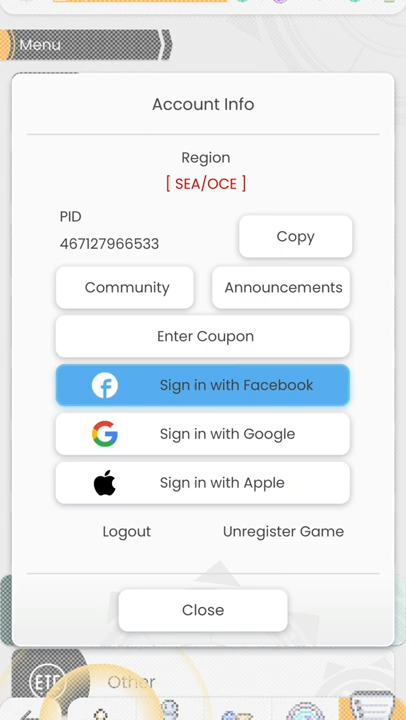 Menu
Account Info
Region
[ SEA/OCE ]
PID
467127966533
Copy
Community
Announcements
Enter Coupon
Sign in with Facebook
Sign in with Google
Sign in with Apple
Logout
Unregister Game
Close
ETC
Other